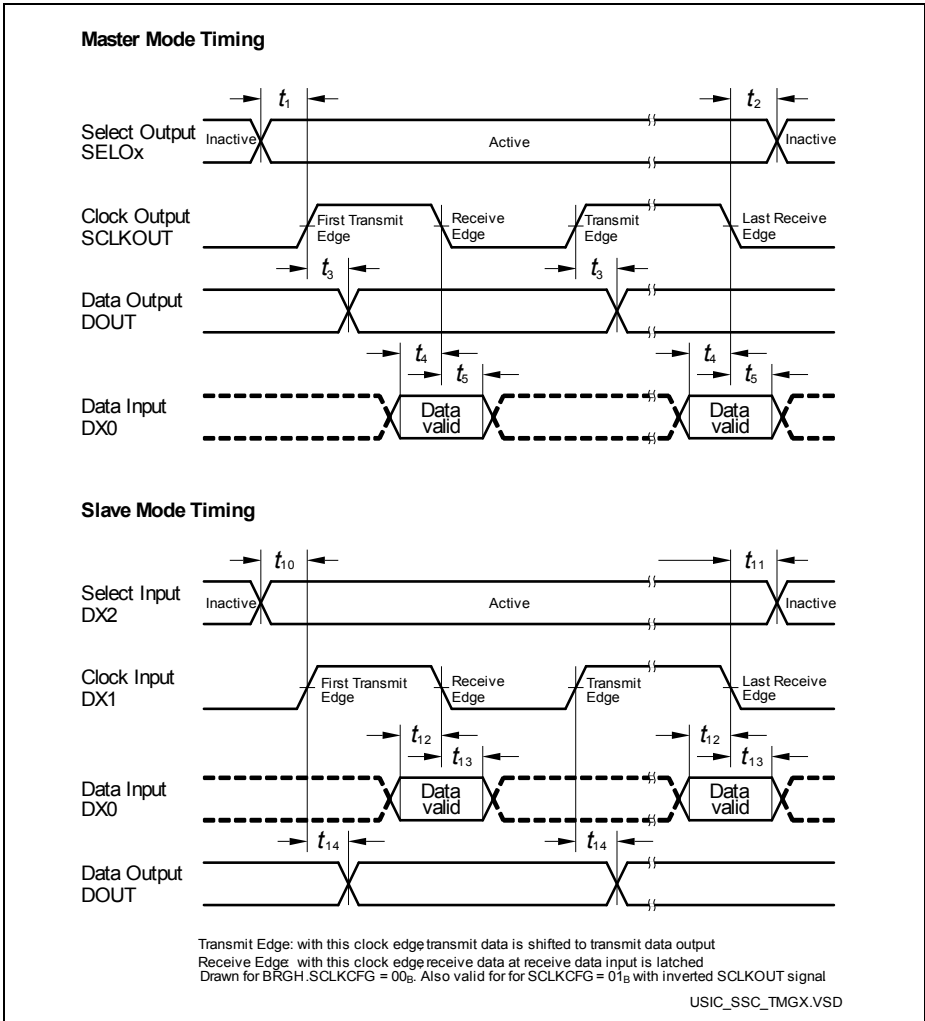 Master Mode Timing
t1
t2
Select Output
SELOx
Inactive
Active
Inactive
Clock Output
SCLKOUT
First Transmit
Edge
Receive
Edge
Transmit
Edge
Last Receive
Edge
t3
t3
Data Output
DOUT
t4
t5
t4
t5
Data Input
DX0
Data
valid
Data
valid
Slave Mode Timing
t10
t11
Select Input
DX2
Inactive
Active
Inactive
Clock Input
DX1
First Transmit
Edge
Receive
Edge
Transmit
Edge
Last Receive
Edge
t12
t13
t12
t13
Data Input
DX0
Data
valid
Data
valid
t14
t14
Data Output
DOUT
Transmit Edge: with this clock edge, transmit data is shifted to transmit data output
Receive Edge: with this clock edge, receive data at receive data input is latched
Drawn for BRGH.SCLKCFG = 00B. Also valid for for SCLKCFG = 01B with inverted SCLKOUT signal.
USIC_SSC_TMGX.VSD